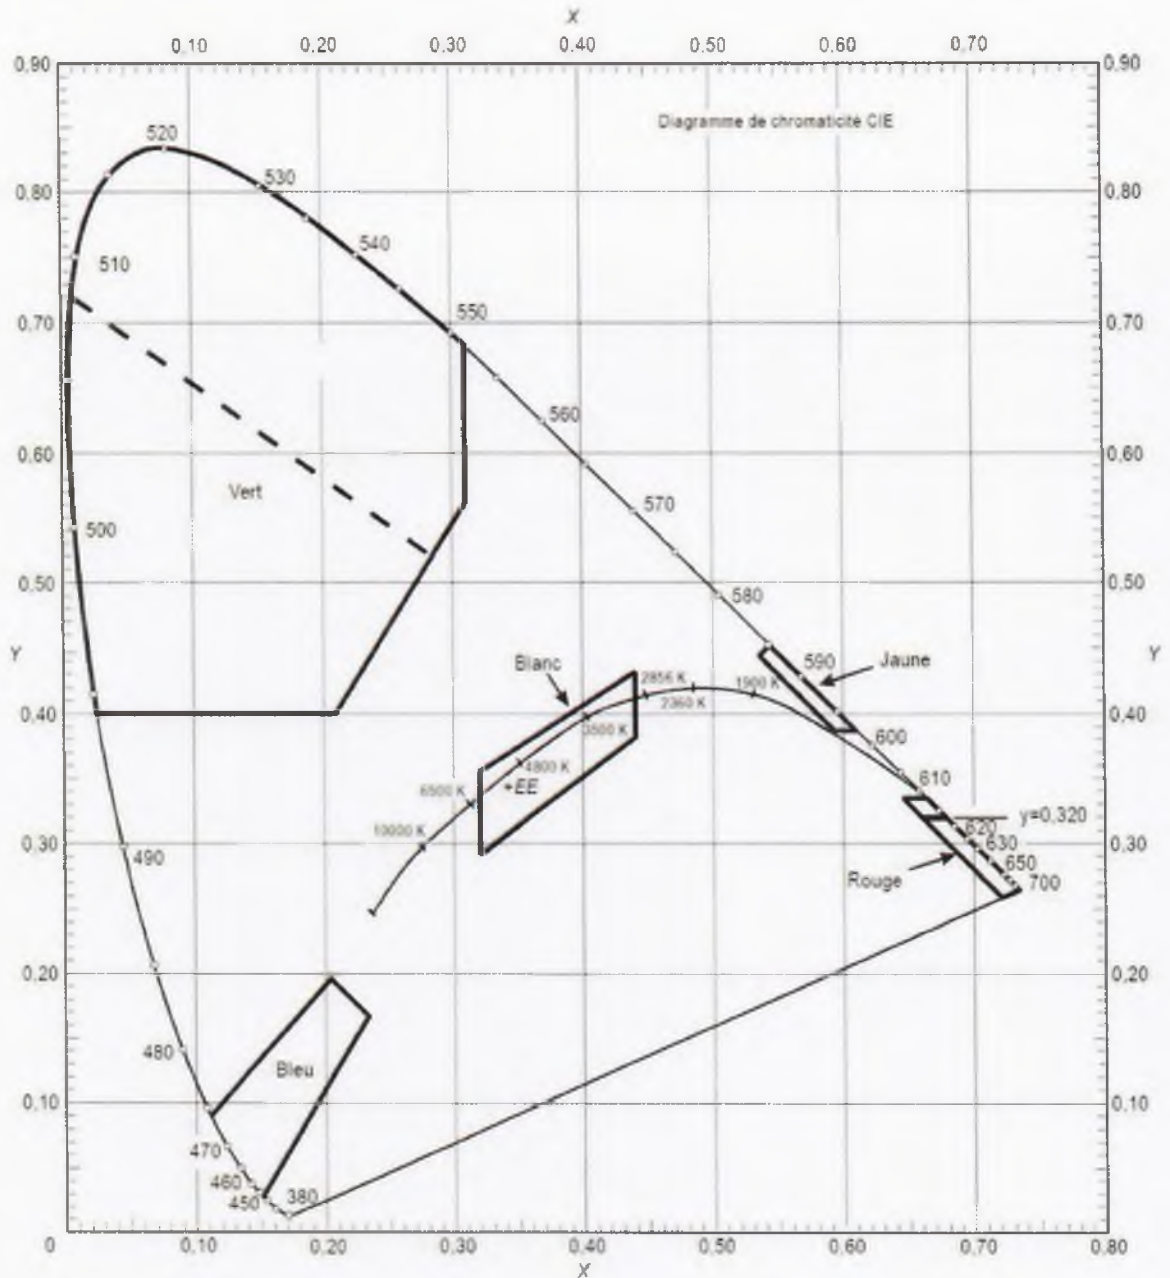 X
0.10 0.20 0.30 0.40 0.50 0.60 0.70
0.90 0.90
Diagramme de chromaticité CIE
520
530
0.80 0.80
540
510
550
0.70 0.70
560
0.60 0.60
Vert
570
500
0.50 0.50
580
Y Y
Blanc
590
Jaune
2856 K
1900 K
2360 K
0.40 0.40
3500 K
600
4800 K
610
6500 K
+EE
y=0.320
10000 K
620
0.30 0.30
630
490
650
Rouge
700
0.20 0.20
480
Bleu
0.10 0.10
470
460
450
380
0 0.10 0.20 0.30 0.40 0.50 0.60 0.70 0.80
X